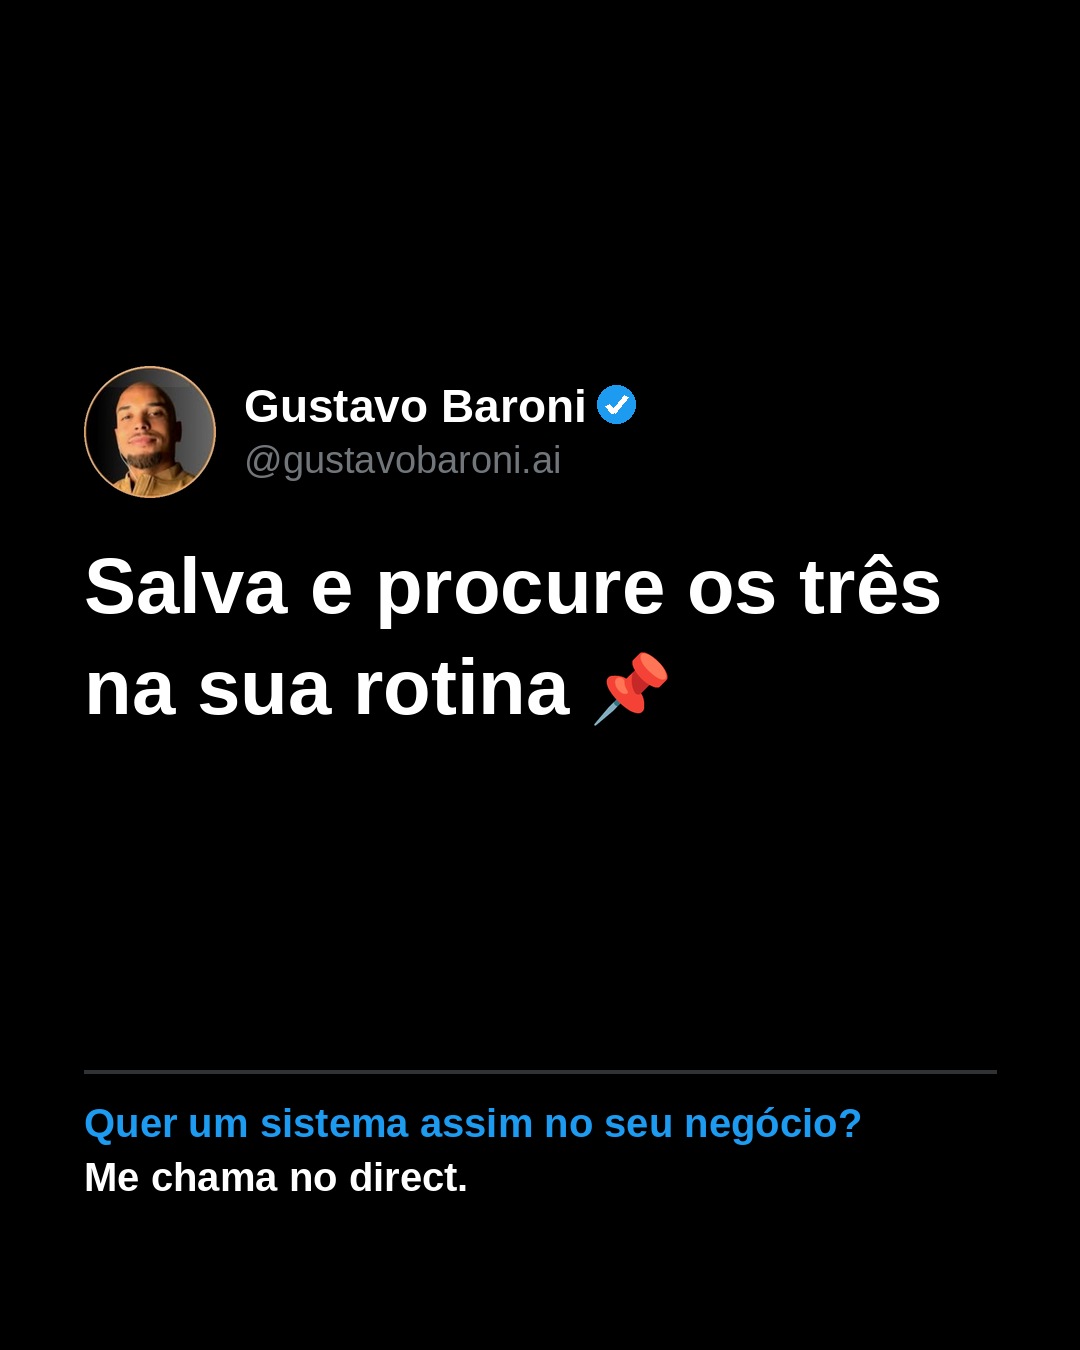 Gustavo Baroni
@gustavobaroni.ai
Salva e procure os três
na sua rotina 📌
Quer um sistema assim no seu negócio?
Me chama no direct.